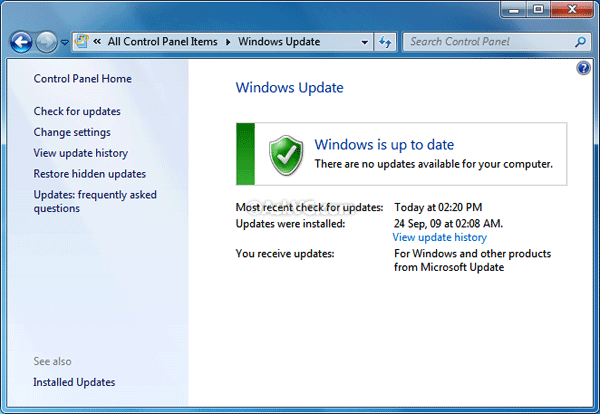 « All Control Panel Items ▸ Windows Update
Search Control Panel
Control Panel Home
Check for updates
Change settings
View update history
Restore hidden updates
Updates: frequently asked
questions
See also
Installed Updates
Windows Update
Windows is up to date
There are no updates available for your computer.
Most recent check for updates: Today at 02:20 PM
Updates were installed: 24 Sep, 09 at 02:08 AM.
View update history
You receive updates: For Windows and other products
from Microsoft Update